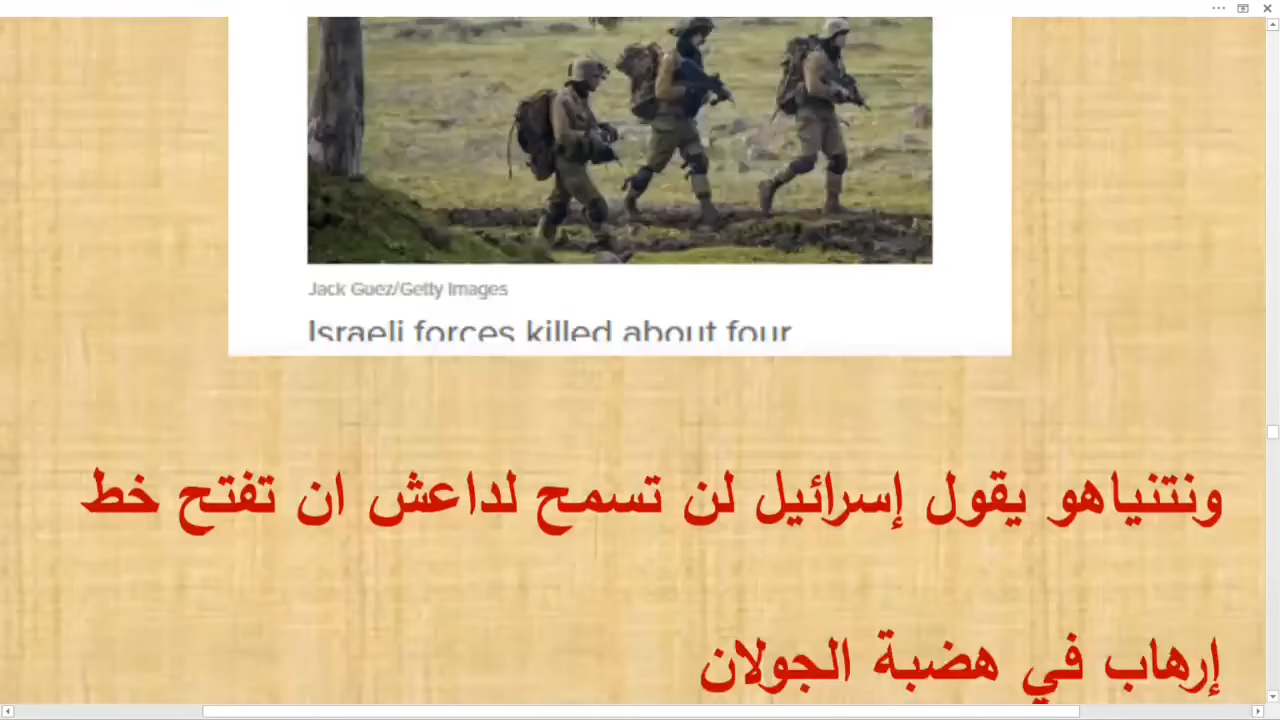 Jack Guez/Getty Images
Israeli forces killed about four
ونتنياهو يقول إسرائيل لن تسمح لداعش ان تفتح خط
إرهاب في هضبة الجولان